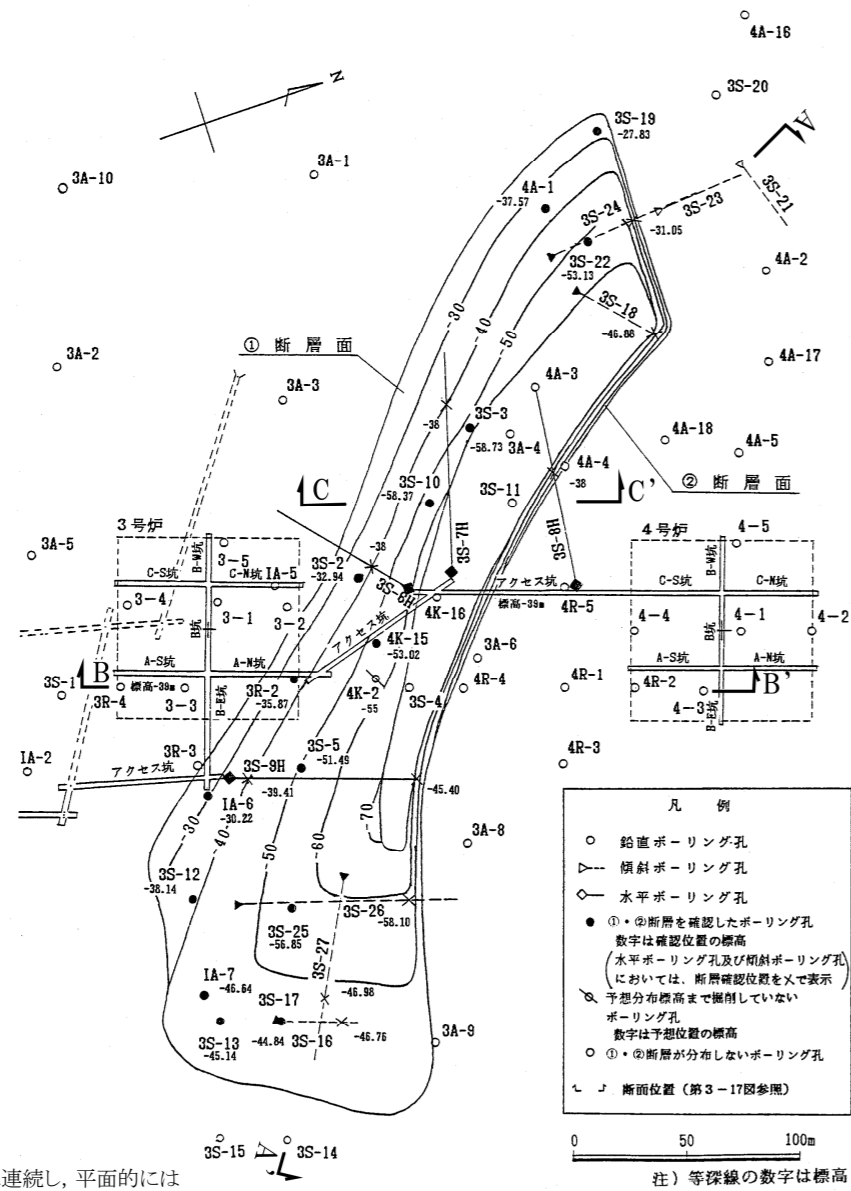 4A-16
3S-20
N
3S-19
-27.83
A
3A-1
3A-10
4A-1
-37.57
3S-24
3S-23
3S-21
-31.05
3S-22
-53.13
4A-2
3S-18
-46.88
-30
-40
-50
① 断層面
3A-2
3A-3
4A-3
4A-17
-38
3S-3
-58.73
3A-4
4A-18
4A-5
4A-4
-38
② 断層面
3S-10
-58.37
C
3S-11
C'
3号炉
4号炉
3A-5
B-W坑
3-5
C-S坑
C-N坑
IA-5
3S-2
-32.94
-38
3S-6H
3S-7H
3S-8H
アクセス坑
標高-39m
4K-16
4R-5
4-5
B-W坑
C-S坑
C-N坑
3-4
3-1
3-2
B坑
アクセス坑
4K-15
-53.02
3A-6
4-4
B坑
4-1
4-2
A-S坑
A-N坑
A-S坑
A-N坑
B
標高-39m
3S-1
3R-4
3-3
B-E坑
3R-2
-35.87
4K-2
-55
3S-4
4R-4
4R-1
4R-2
4-3
B-E坑
B'
IA-2
3R-3
アクセス坑
3S-9H
-39.41
3S-5
-51.49
-45.40
4R-3
IA-6
-30.22
-30
-40
-50
-60
-70
3A-8
3S-12
-38.14
3S-26
-58.10
3S-25
-56.85
3S-27
IA-7
-46.64
3S-17
-46.98
3S-13
-45.14
-44.84
3S-16
-46.76
3A-9
3S-15
3S-14
凡例
鉛直ボーリング孔
傾斜ボーリング孔
水平ボーリング孔
①・②断層を確認したボーリング孔
数字は確認位置の標高
(水平ボーリング孔及び傾斜ボーリング孔
においては、断層確認位置を×で表示)
予想分布標高まで掘削していない
ボーリング孔
数字は予想位置の標高
①・②断層が分布しないボーリング孔
断面位置(第3-17図参照)
0 50 100m
注) 等深線の数字は標高
連続し, 平面的には